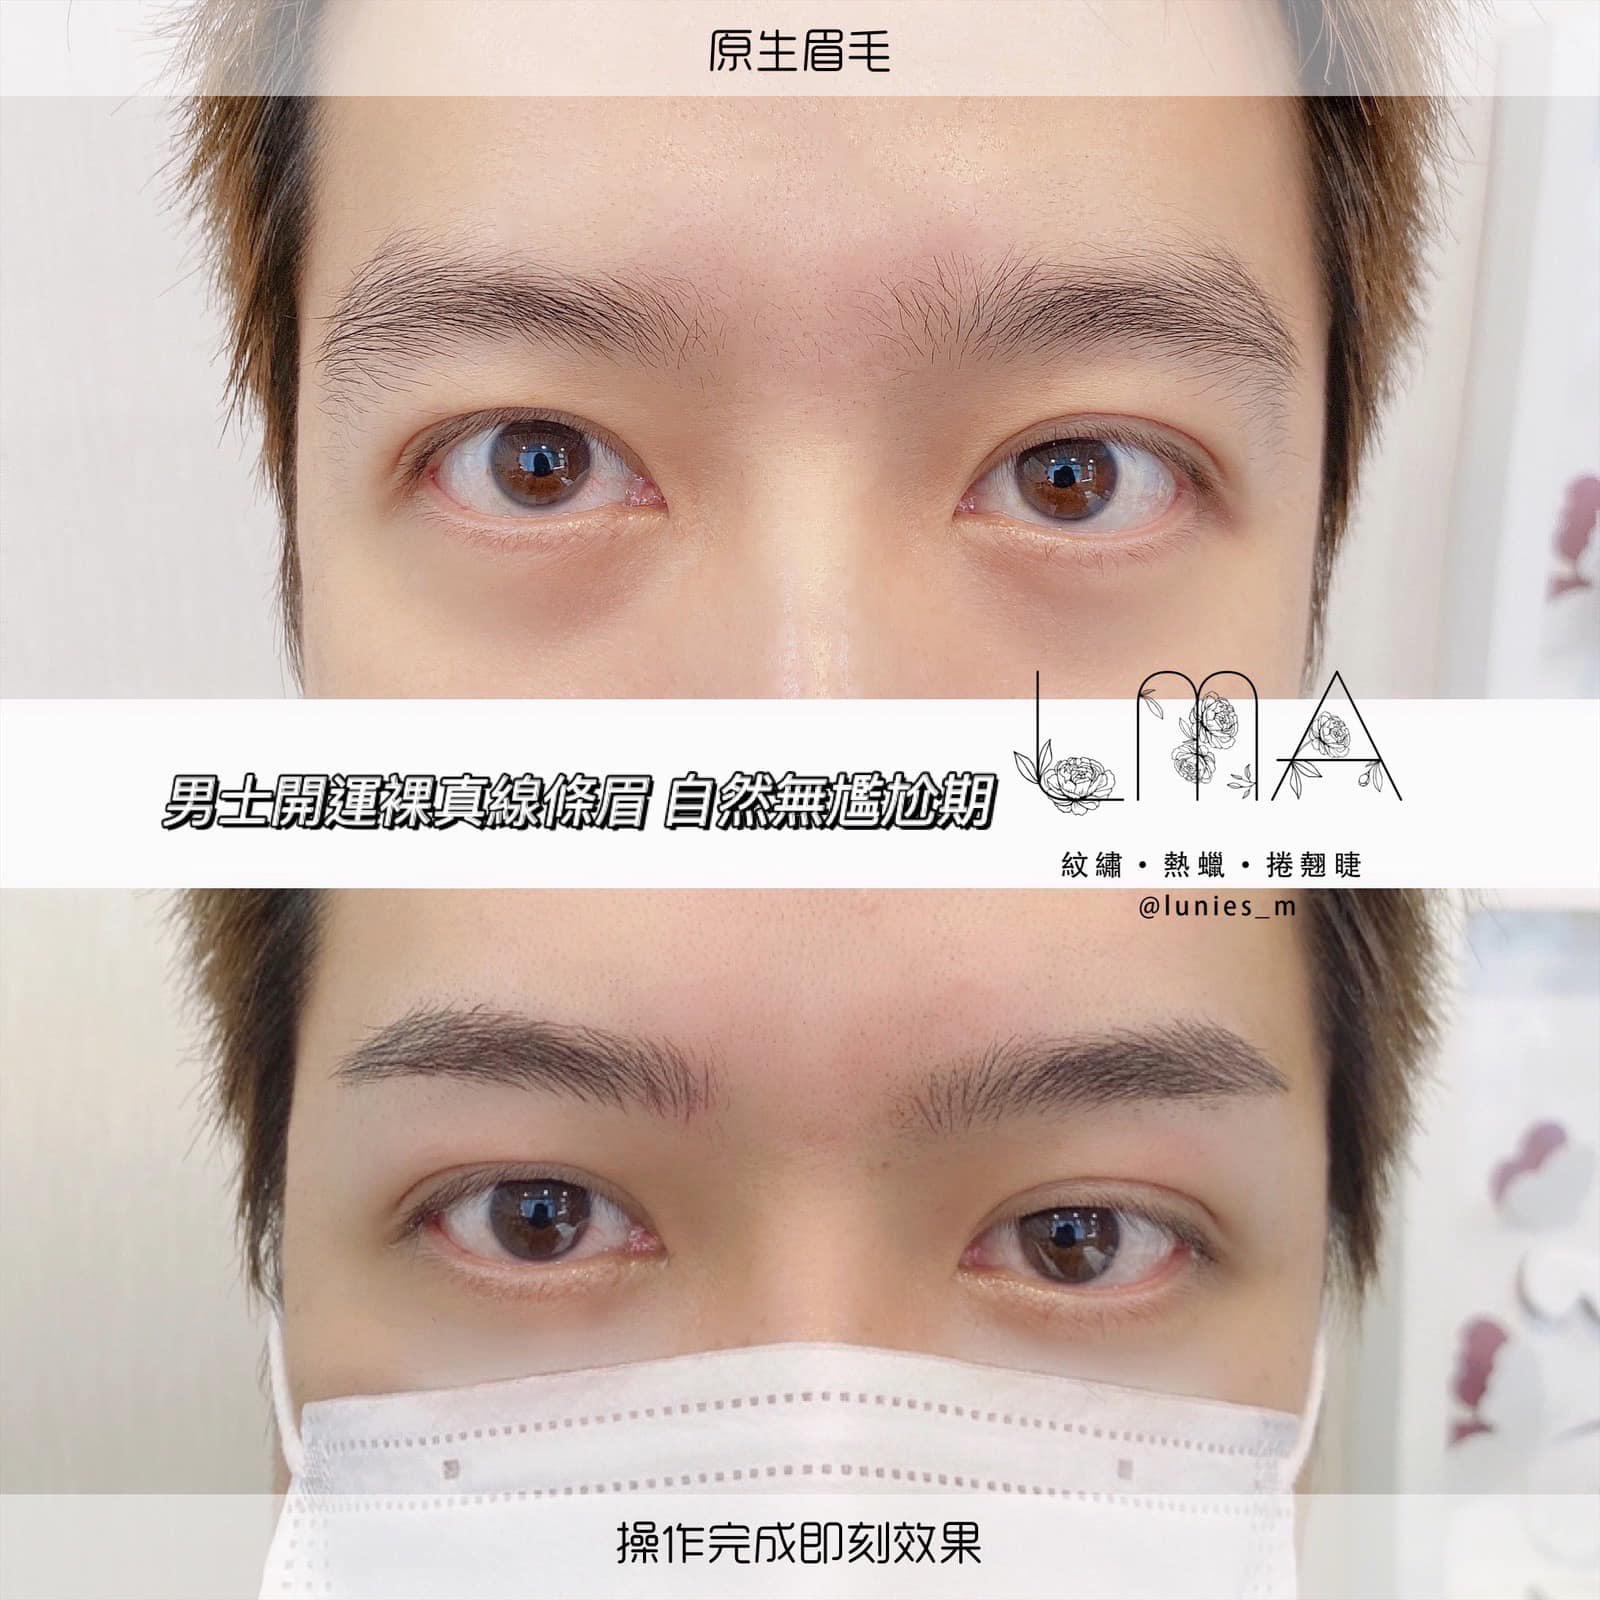 原生眉毛
男士開運裸真線條眉 自然無尷尬期
LMA
紋繡・熱蠟・捲翹睫
@lunies_m
操作完成即刻效果